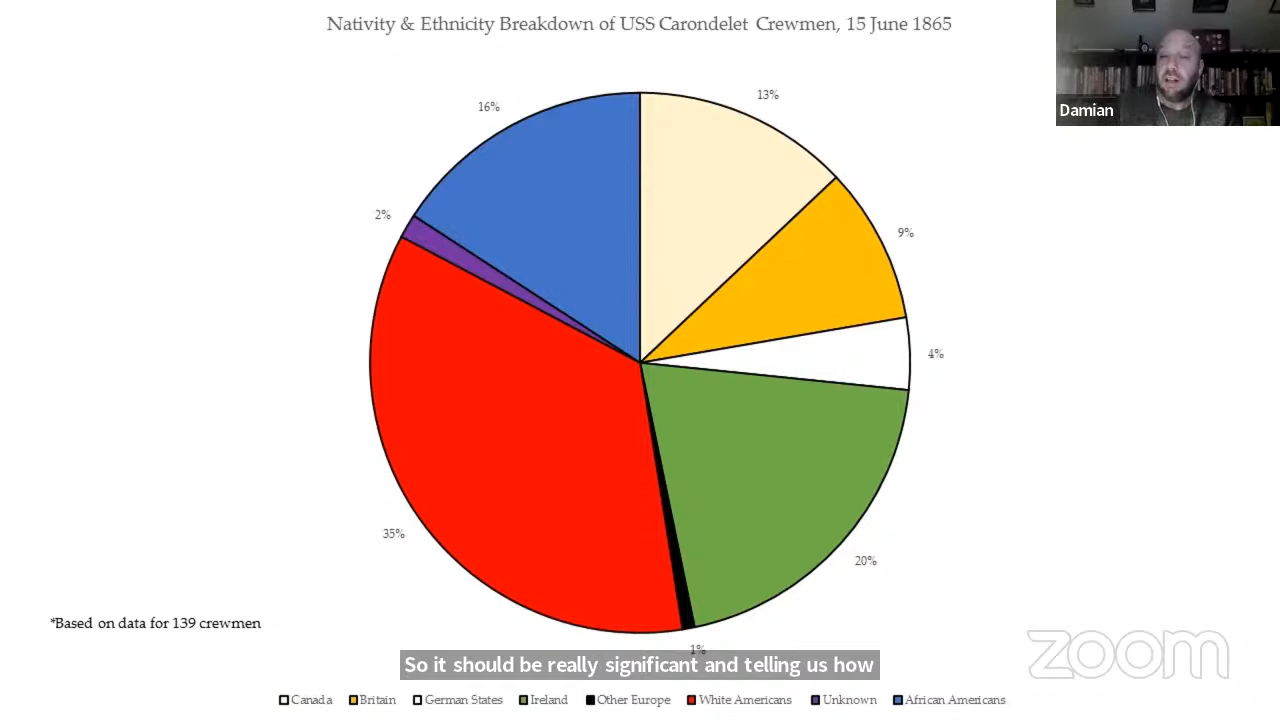 Nativity & Ethnicity Breakdown of USS Carondelet Crewmen, 15 June 1865
Damian
13%
16%
2%
9%
4%
35%
20%
*Based on data for 139 crewmen
1%
So it should be really significant and telling us how
zoom
Canada Britain German States Ireland Other Europe White Americans Unknown African Americans